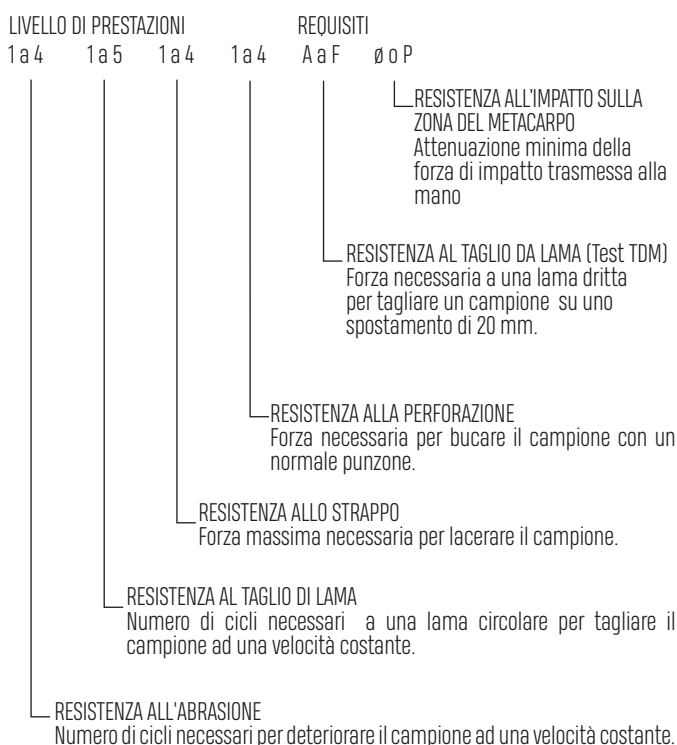 LIVELLO DI PRESTAZIONI REQUISITI
1 a 4 1 a 5 1 a 4 1 a 4 A a F ø o P
RESISTENZA ALL'IMPATTO SULLA
ZONA DEL METACARPO
Attenuazione minima della
forza di impatto trasmessa alla
mano
RESISTENZA AL TAGLIO DA LAMA (Test TDM)
Forza necessaria a una lama dritta
per tagliare un campione su uno
spostamento di 20 mm.
RESISTENZA ALLA PERFORAZIONE
Forza necessaria per bucare il campione con un
normale punzone.
RESISTENZA ALLO STRAPPO
Forza massima necessaria per lacerare il campione.
RESISTENZA AL TAGLIO DI LAMA
Numero di cicli necessari a una lama circolare per tagliare il
campione ad una velocità costante.
RESISTENZA ALL'ABRASIONE
Numero di cicli necessari per deteriorare il campione ad una velocità costante.